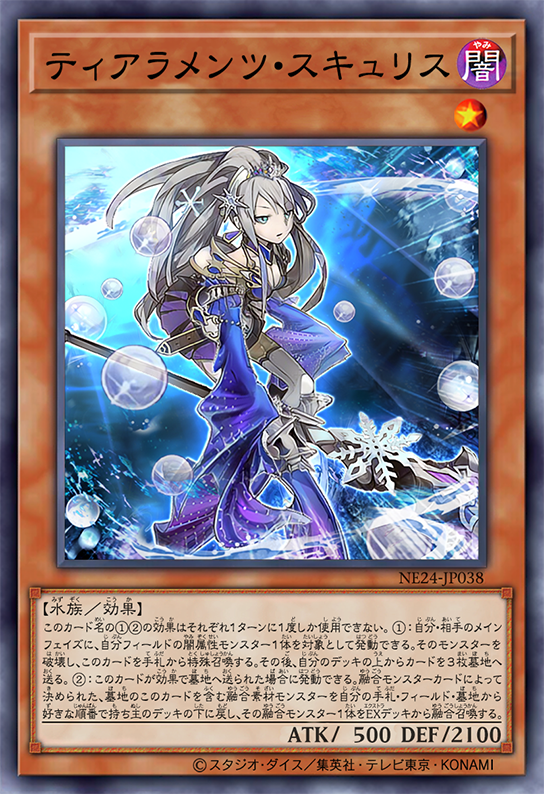 ティアラメンツ・スキュリス
やみ
闇
NE24-JP038
【水族／効果】
このカード名の①②の効果はそれぞれ1ターンに1度しか使用できない。①：自分・相手のメイン
フェイズに、自分フィールドの闇属性モンスター1体を対象として発動できる。そのモンスターを
破壊し、このカードを手札から特殊召喚する。その後、自分のデッキの上からカードを3枚墓地へ
送る。②：このカードが効果で墓地へ送られた場合に発動できる。融合モンスターカードによって
決められた、墓地のこのカードを含む融合素材モンスターを自分の手札・フィールド・墓地から
好きな順番で持ち主のデッキの下に戻し、その融合モンスター1体をEXデッキから融合召喚する。
ATK/ 500 DEF/2100
©スタジオ・ダイス／集英社・テレビ東京・KONAMI